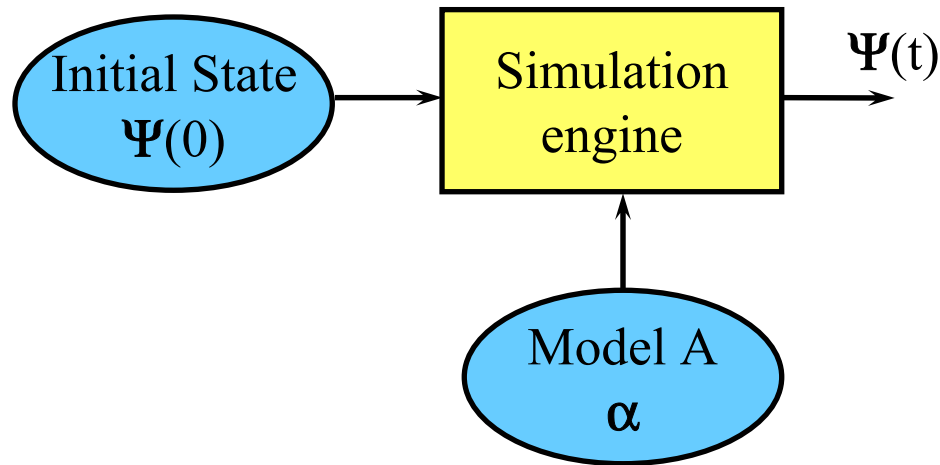 Initial State
Ψ(0)
Simulation
engine
Ψ(t)
Model A
α